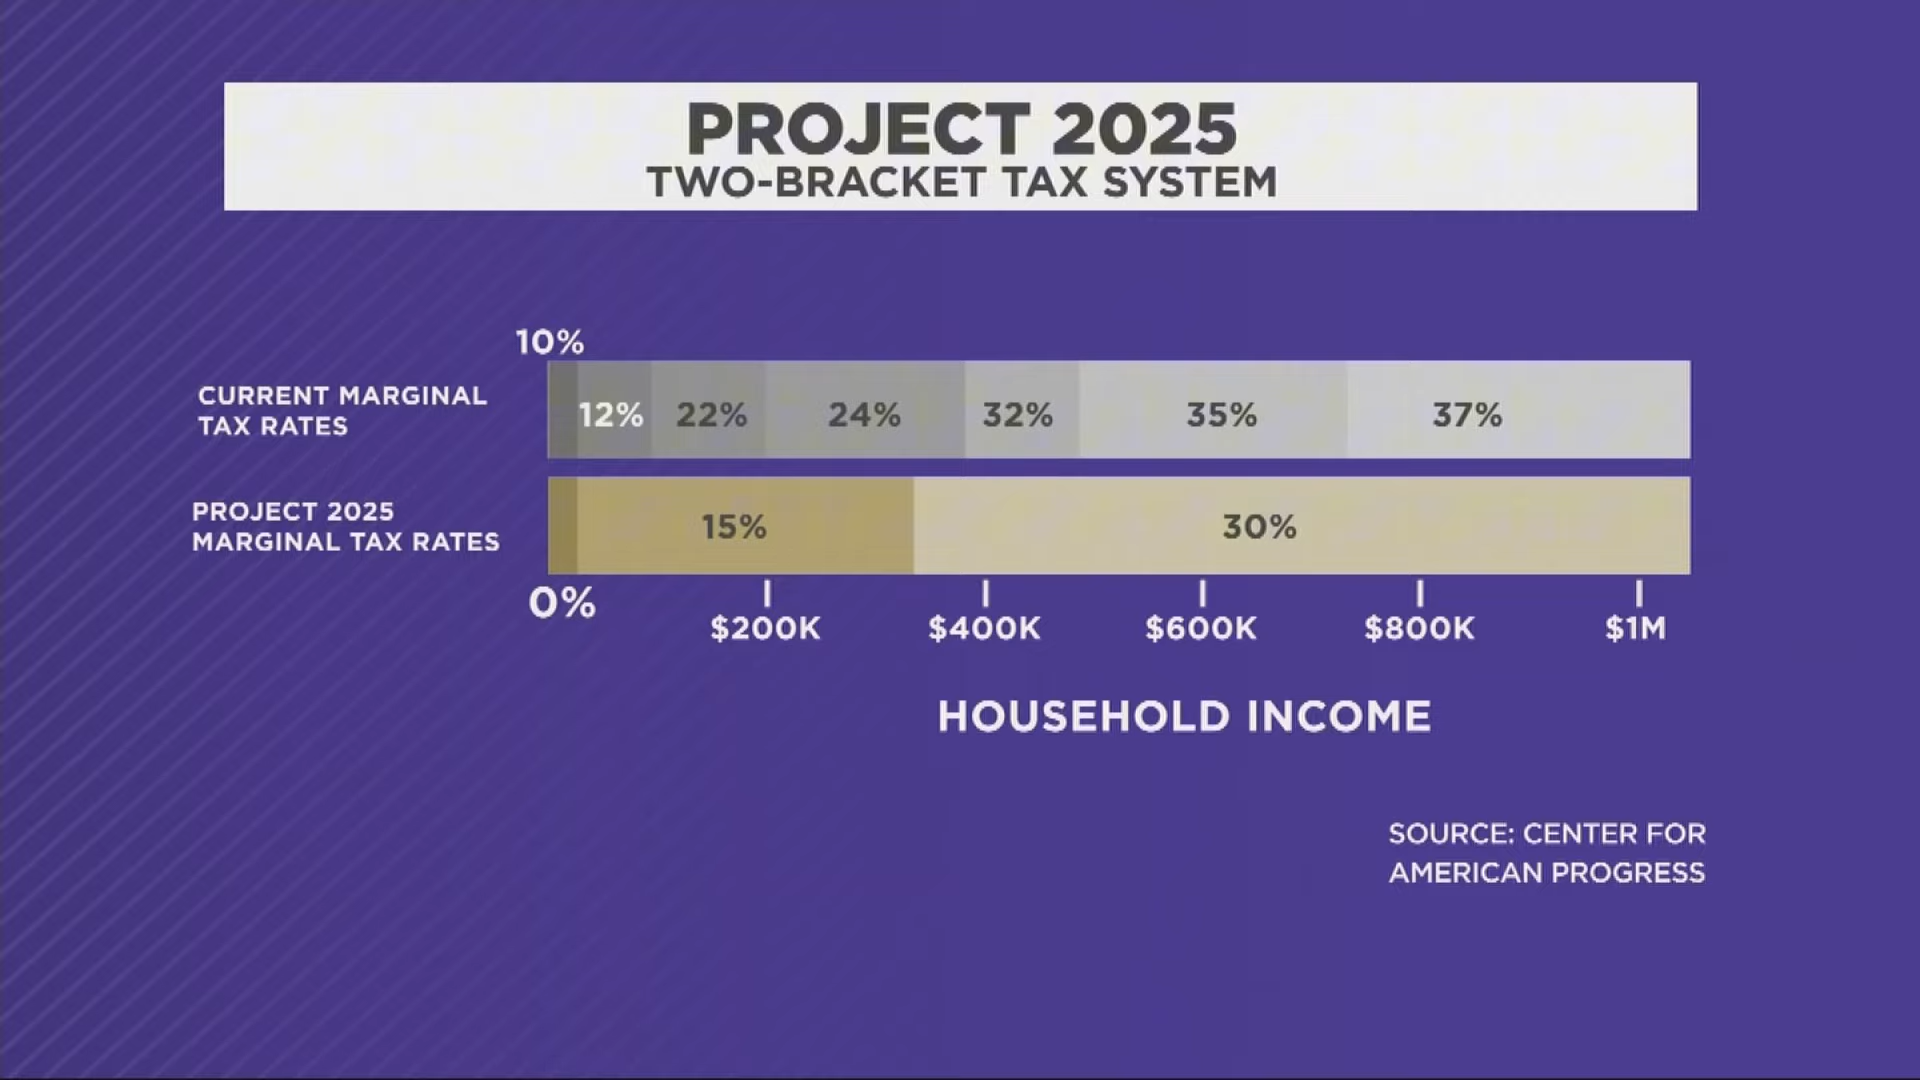 PROJECT 2025
TWO-BRACKET TAX SYSTEM
10%
CURRENT MARGINAL
TAX RATES
12% 22% 24% 32% 35% 37%
PROJECT 2025
MARGINAL TAX RATES
15% 30%
0%
$200K $400K $600K $800K $1M
HOUSEHOLD INCOME
SOURCE: CENTER FOR
AMERICAN PROGRESS